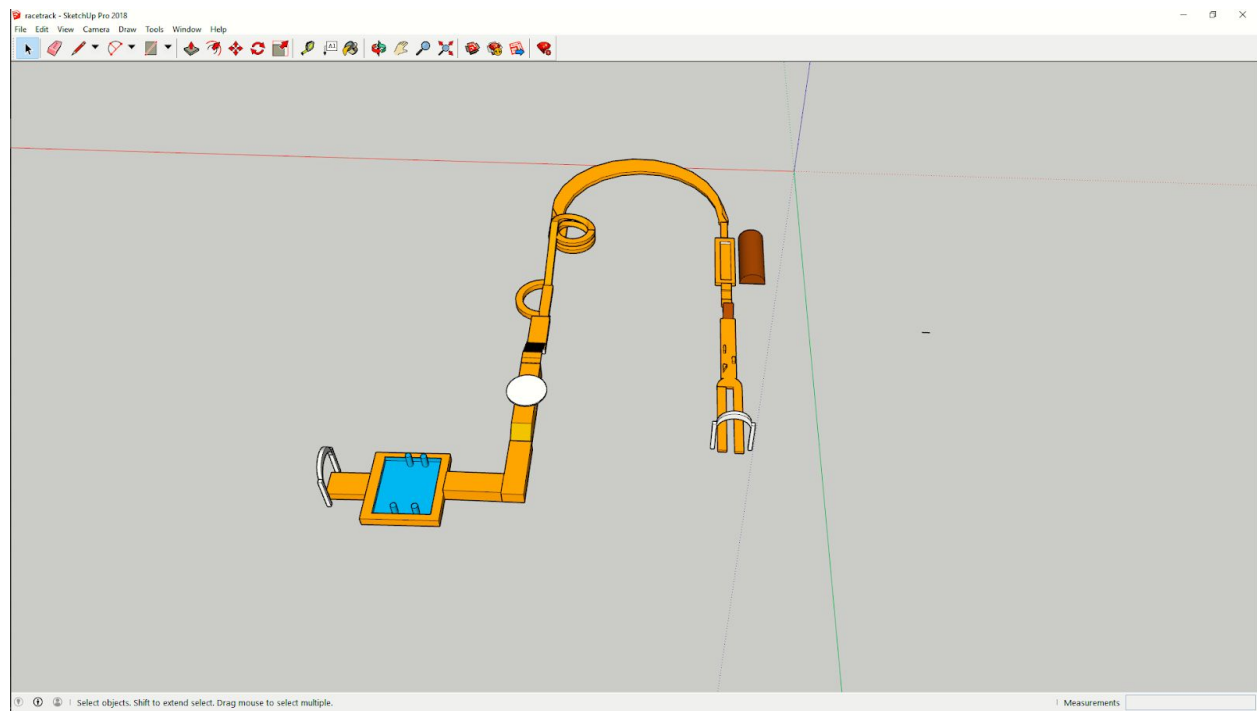 racetrack - SketchUp Pro 2018
File Edit View Camera Draw Tools Window Help
A1
Select objects. Shift to extend select. Drag mouse to select multiple.
Measurements